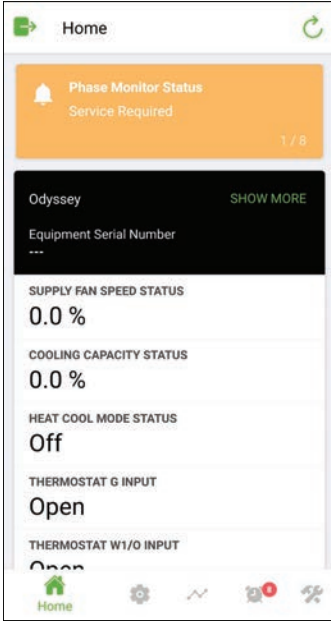 Home
Phase Monitor Status
Service Required
1 / 8
Odyssey SHOW MORE
Equipment Serial Number
---
SUPPLY FAN SPEED STATUS
0.0 %
COOLING CAPACITY STATUS
0.0 %
HEAT COOL MODE STATUS
Off
THERMOSTAT G INPUT
Open
THERMOSTAT W1/O INPUT
Open
8
Home